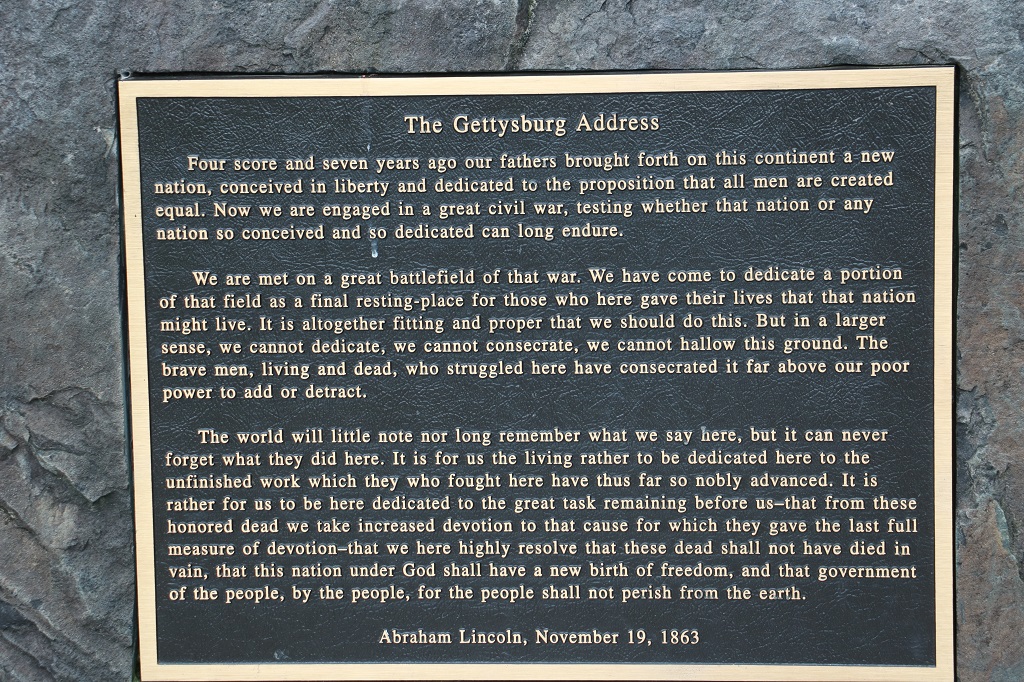 The Gettysburg Address
Four score and seven years ago our fathers brought forth on this continent a new
nation, conceived in liberty and dedicated to the proposition that all men are created
equal. Now we are engaged in a great civil war, testing whether that nation or any
nation so conceived and so dedicated can long endure.
We are met on a great battlefield of that war. We have come to dedicate a portion
of that field as a final resting-place for those who here gave their lives that that nation
might live. It is altogether fitting and proper that we should do this. But in a larger
sense, we cannot dedicate, we cannot consecrate, we cannot hallow this ground. The
brave men, living and dead, who struggled here have consecrated it far above our poor
power to add or detract.
The world will little note nor long remember what we say here, but it can never
forget what they did here. It is for us the living rather to be dedicated here to the
unfinished work which they who fought here have thus far so nobly advanced. It is
rather for us to be here dedicated to the great task remaining before us–that from these
honored dead we take increased devotion to that cause for which they gave the last full
measure of devotion–that we here highly resolve that these dead shall not have died in
vain, that this nation under God shall have a new birth of freedom, and that government
of the people, by the people, for the people shall not perish from the earth.
Abraham Lincoln, November 19, 1863